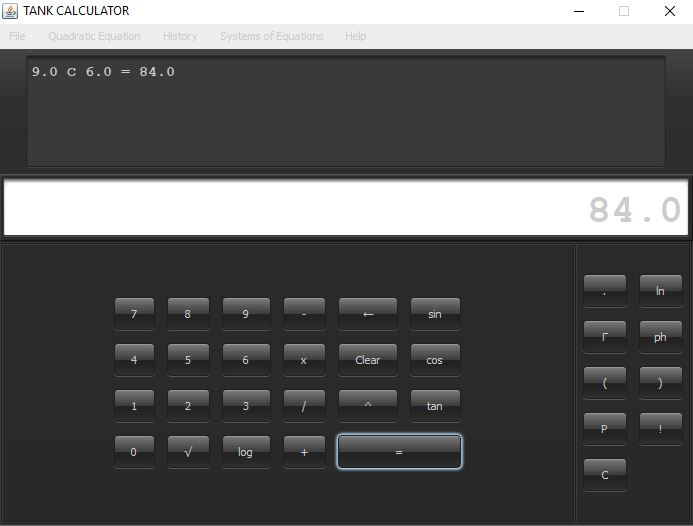 TANK CALCULATOR
File Quadratic Equation History Systems of Equations Help
9.0 C 6.0 = 84.0
84.0
7 8 9 - ← sin
4 5 6 x Clear cos
1 2 3 / ^ tan
0 √ log + =
. ln
Γ ph
( )
P !
C